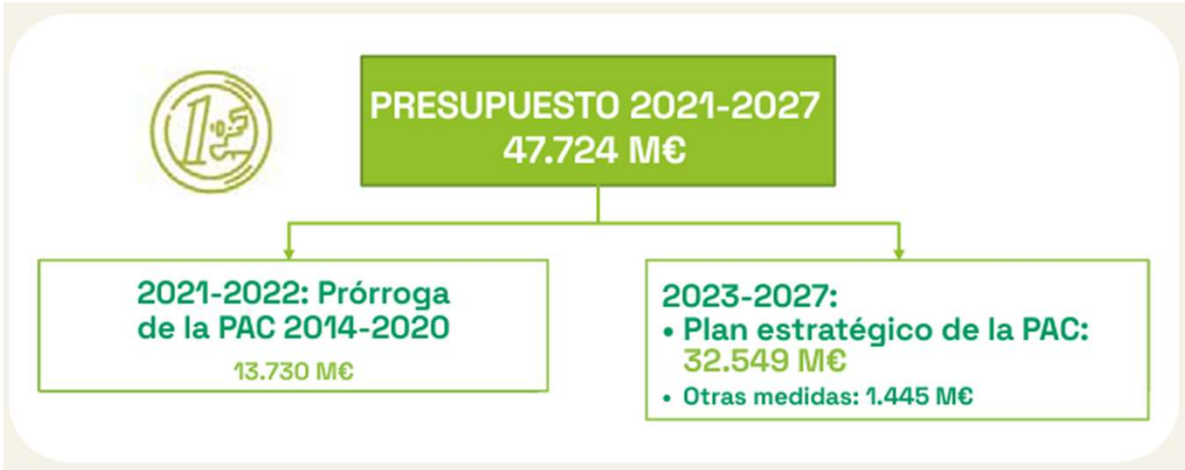 PRESUPUESTO 2021-2027
47.724 M€
2021-2022: Prórroga
de la PAC 2014-2020
13.730 M€
2023-2027:
• Plan estratégico de la PAC:
32.549 M€
• Otras medidas: 1.445 M€
1